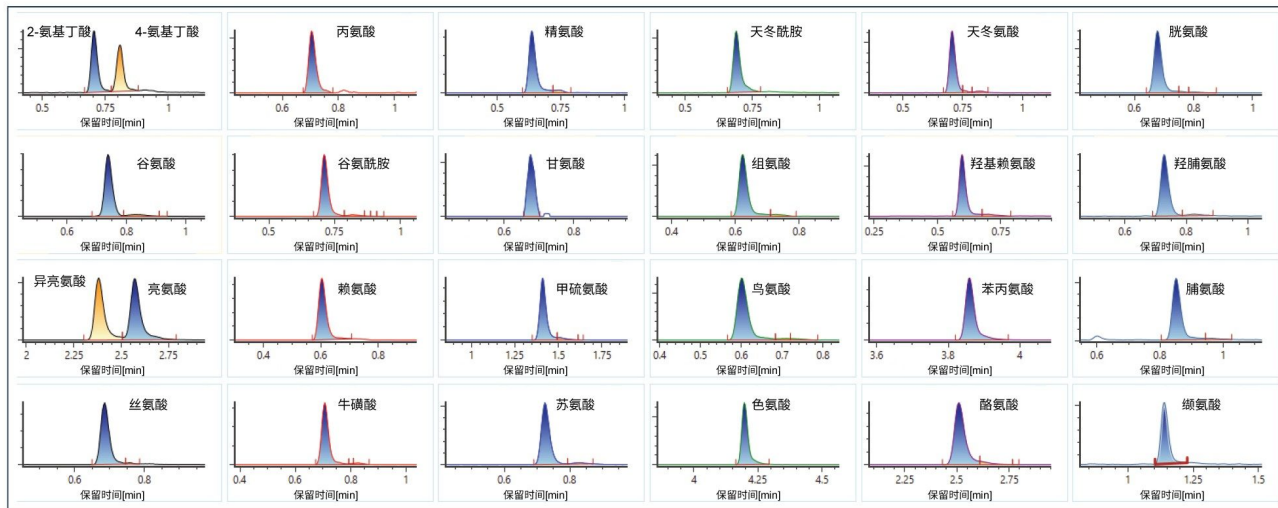 2-氨基丁酸 4-氨基丁酸
0.5 1
保留时间[min]
丙氨酸
0.6 0.8 1
保留时间[min]
精氨酸
0.5 0.75 1
保留时间[min]
天冬酰胺
0.5 0.75 1
保留时间[min]
天冬氨酸
0.5 0.75 1
保留时间[min]
胱氨酸
0.6 0.8 1
保留时间[min]
谷氨酸
0.6 0.8 1
保留时间[min]
谷氨酰胺
0.5 0.75 1
保留时间[min]
甘氨酸
0.6 0.8
保留时间[min]
组氨酸
0.4 0.6 0.8
保留时间[min]
羟基赖氨酸
0.25 0.5 0.75
保留时间[min]
羟脯氨酸
0.6 0.8 1
保留时间[min]
异亮氨酸 亮氨酸
2 2.25 2.5 2.75
保留时间[min]
赖氨酸
0.4 0.6 0.8
保留时间[min]
甲硫氨酸
1 1.25 1.5 1.75
保留时间[min]
鸟氨酸
0.4 0.5 0.6 0.7 0.8
保留时间[min]
苯丙氨酸
3.6 3.8 4
保留时间[min]
脯氨酸
0.6 0.8 1
保留时间[min]
丝氨酸
0.6 0.8
保留时间[min]
牛磺酸
0.4 0.6 0.8 1
保留时间[min]
苏氨酸
0.6 0.8
保留时间[min]
色氨酸
4 4.25 4.5
保留时间[min]
酪氨酸
2.25 2.5 2.75
保留时间[min]
缬氨酸
1 1.25 1.5
保留时间[min]